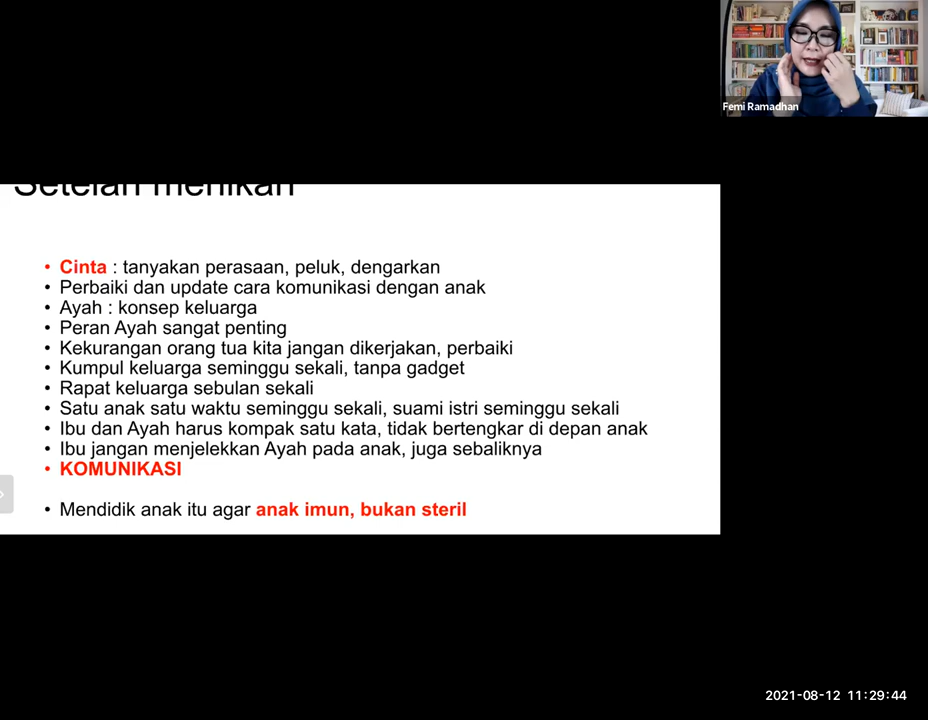 Femi Ramadhan
Setelah menikah
• Cinta : tanyakan perasaan, peluk, dengarkan
• Perbaiki dan update cara komunikasi dengan anak
• Ayah : konsep keluarga
• Peran Ayah sangat penting
• Kekurangan orang tua kita jangan dikerjakan, perbaiki
• Kumpul keluarga seminggu sekali, tanpa gadget
• Rapat keluarga sebulan sekali
• Satu anak satu waktu seminggu sekali, suami istri seminggu sekali
• Ibu dan Ayah harus kompak satu kata, tidak bertengkar di depan anak
• Ibu jangan menjelekkan Ayah pada anak, juga sebaliknya
• KOMUNIKASI
• Mendidik anak itu agar anak imun, bukan steril
2021-08-12 11:29:44